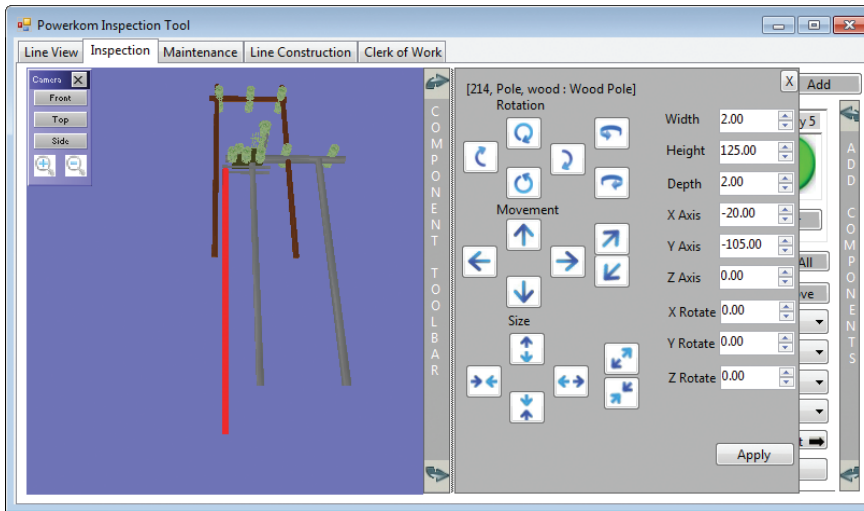 Powerkom Inspection Tool
Line View
Inspection
Maintenance
Line Construction
Clerk of Work
Camera
Front
Top
Side
COMPONENT TOOLBAR
[214, Pole, wood : Wood Pole]
X
Rotation
Movement
Size
Width 2.00
Height 125.00
Depth 2.00
X Axis -20.00
Y Axis -105.00
Z Axis 0.00
X Rotate 0.00
Y Rotate 0.00
Z Rotate 0.00
Apply
Add
y 5
All
ve
t
ADD COMPONENTS